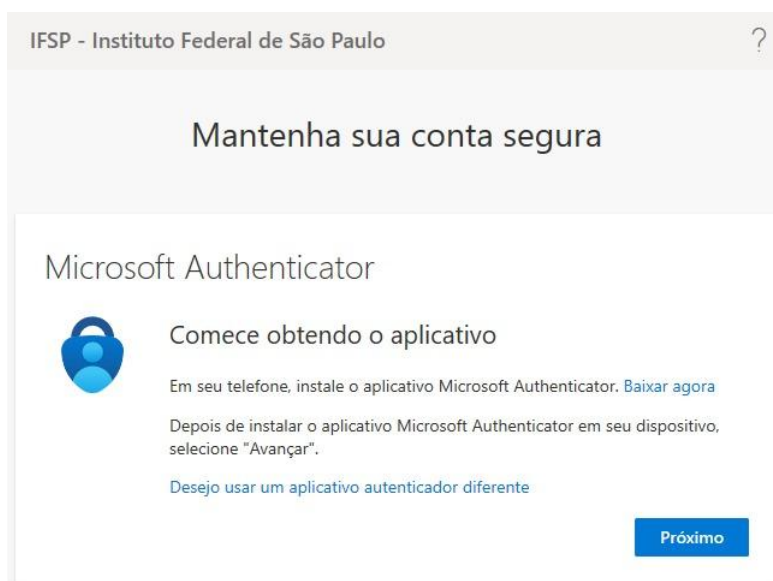 IFSP - Instituto Federal de São Paulo
?
Mantenha sua conta segura
Microsoft Authenticator
Comece obtendo o aplicativo
Em seu telefone, instale o aplicativo Microsoft Authenticator. Baixar agora
Depois de instalar o aplicativo Microsoft Authenticator em seu dispositivo,
selecione "Avançar".
Desejo usar um aplicativo autenticador diferente
Próximo